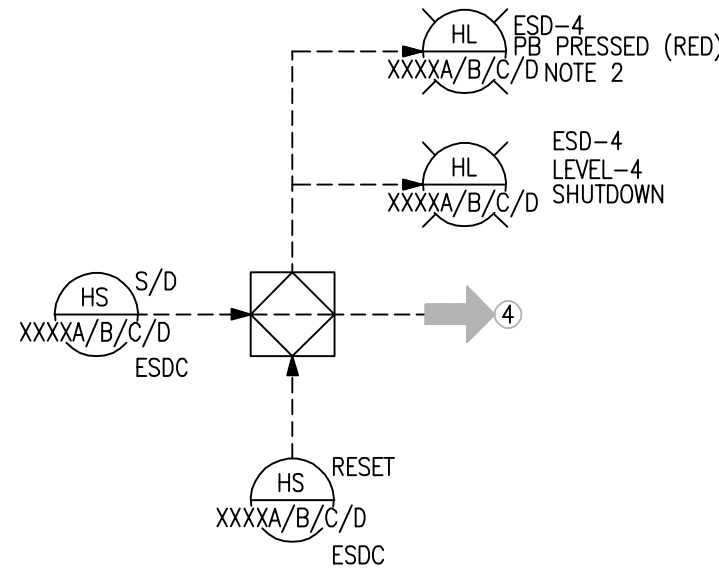 HL
XXXXA/B/C/D
ESD-4
PB PRESSED (RED)
NOTE 2
HL
XXXXA/B/C/D
ESD-4
LEVEL-4
SHUTDOWN
HS
XXXXA/B/C/D
S/D
ESDC
4
HS
XXXXA/B/C/D
RESET
ESDC